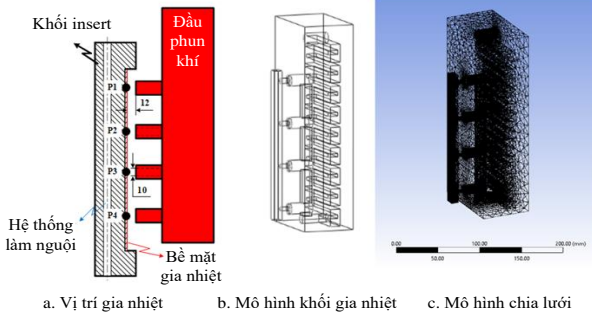 Khối insert
Đầu
phun
khí
P1
12
P2
P3
10
P4
Hệ thống
làm nguội
Bề mặt
gia nhiệt
0.00
100.00
200.00 (mm)
50.00
150.00
a. Vị trí gia nhiệt
b. Mô hình khối gia nhiệt
c. Mô hình chia lưới